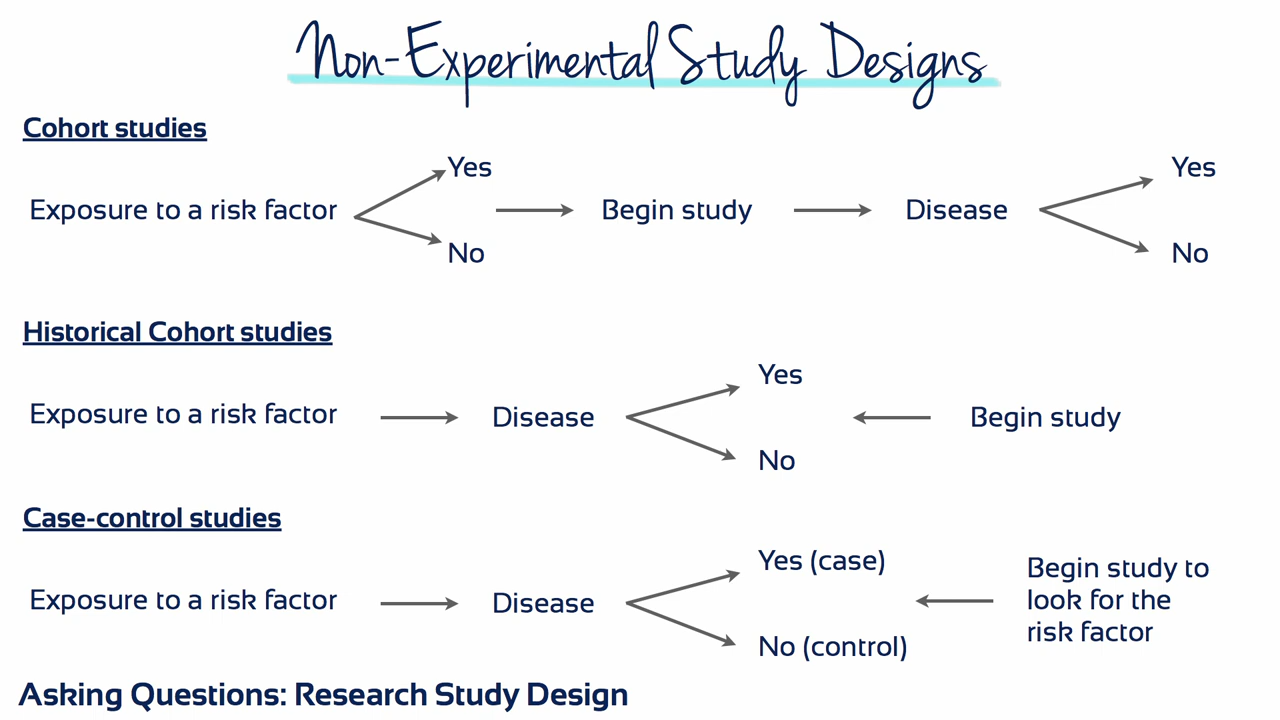 Non-Experimental Study Designs
Cohort studies
Exposure to a risk factor
Yes
No
Begin study
Disease
Yes
No
Historical Cohort studies
Exposure to a risk factor
Disease
Yes
No
Begin study
Case-control studies
Exposure to a risk factor
Disease
Yes (case)
No (control)
Begin study to
look for the
risk factor
Asking Questions: Research Study Design